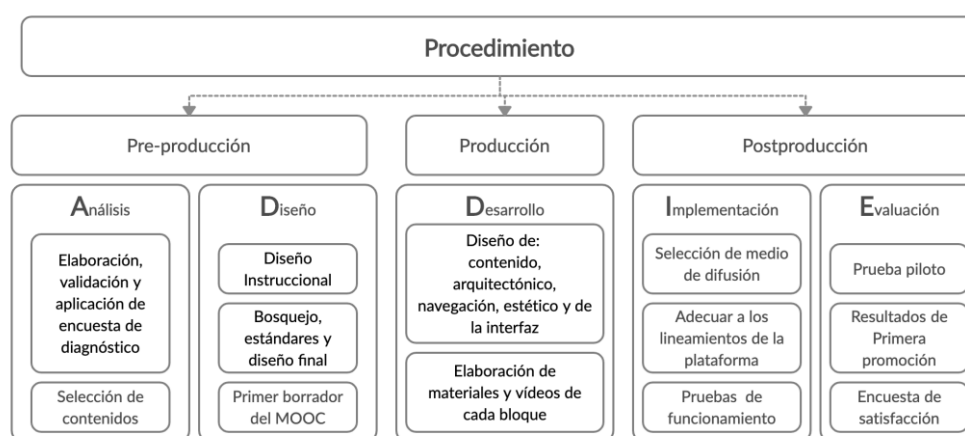 Procedimiento
Pre-producción
Producción
Postproducción
Análisis
Elaboración,
validación y
aplicación de
encuesta de
diagnóstico
Selección de
contenidos
Diseño
Diseño
Instruccional
Bosquejo,
estándares y
diseño final
Primer borrador
del MOOC
Desarrollo
Diseño de:
contenido,
arquitectónico,
navegación, estético y de
la interfaz
Elaboración de
materiales y vídeos de
cada bloque
Implementación
Selección de medio
de difusión
Adecuar a los
lineamientos de la
plataforma
Pruebas de
funcionamiento
Evaluación
Prueba piloto
Resultados de
Primera
promoción
Encuesta de
satisfacción